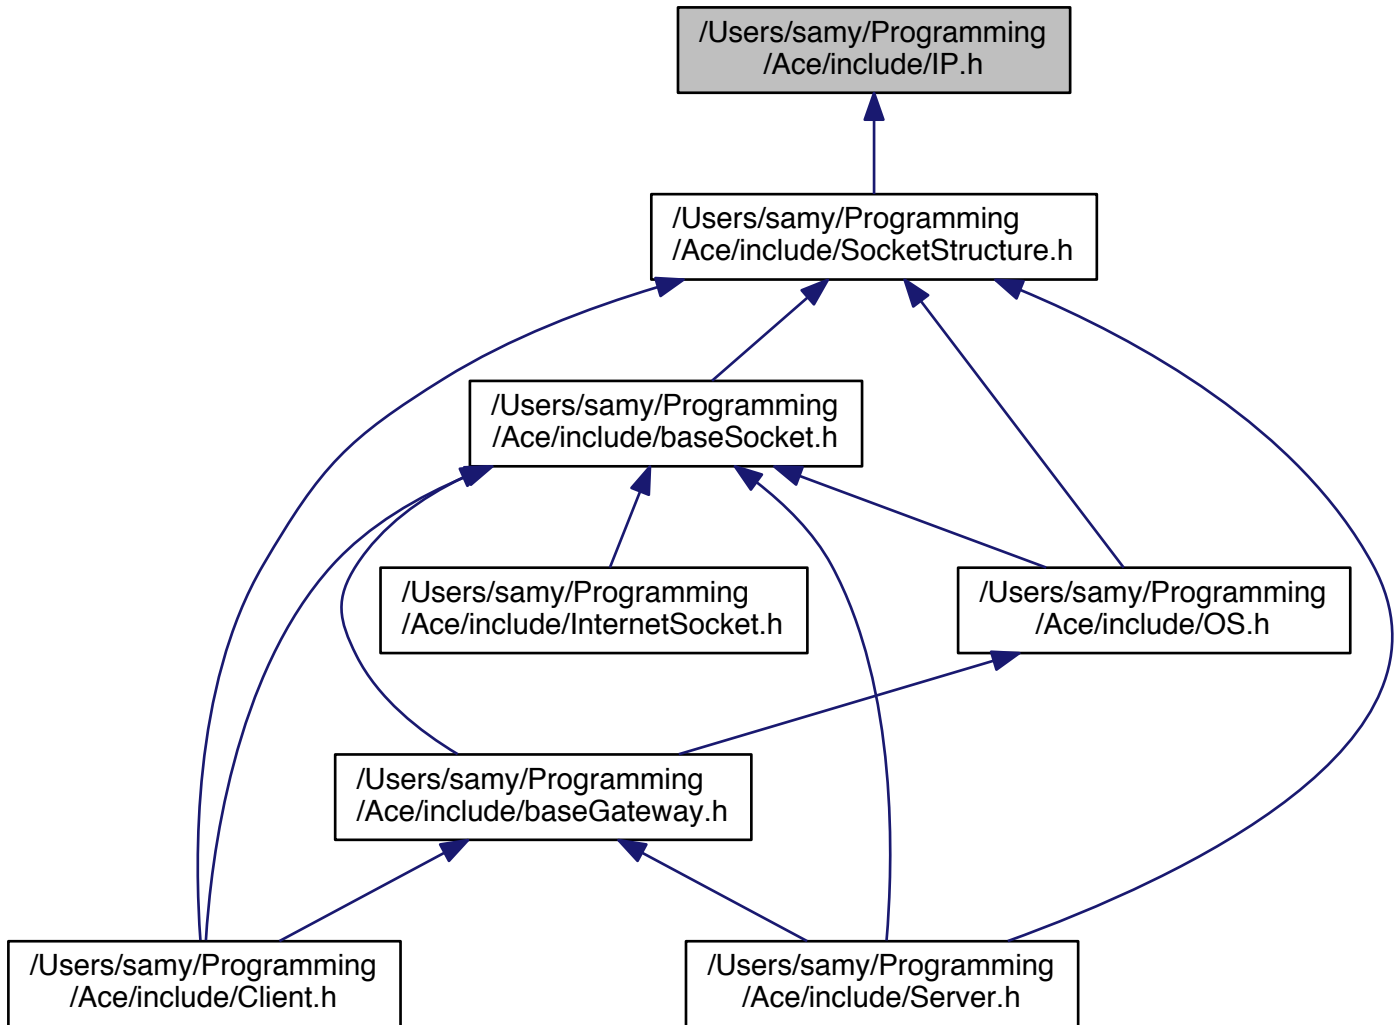 /Users/samy/Programming
/Ace/include/IP.h
/Users/samy/Programming
/Ace/include/SocketStructure.h
/Users/samy/Programming
/Ace/include/baseSocket.h
/Users/samy/Programming
/Ace/include/InternetSocket.h
/Users/samy/Programming
/Ace/include/OS.h
/Users/samy/Programming
/Ace/include/baseGateway.h
/Users/samy/Programming
/Ace/include/Client.h
/Users/samy/Programming
/Ace/include/Server.h